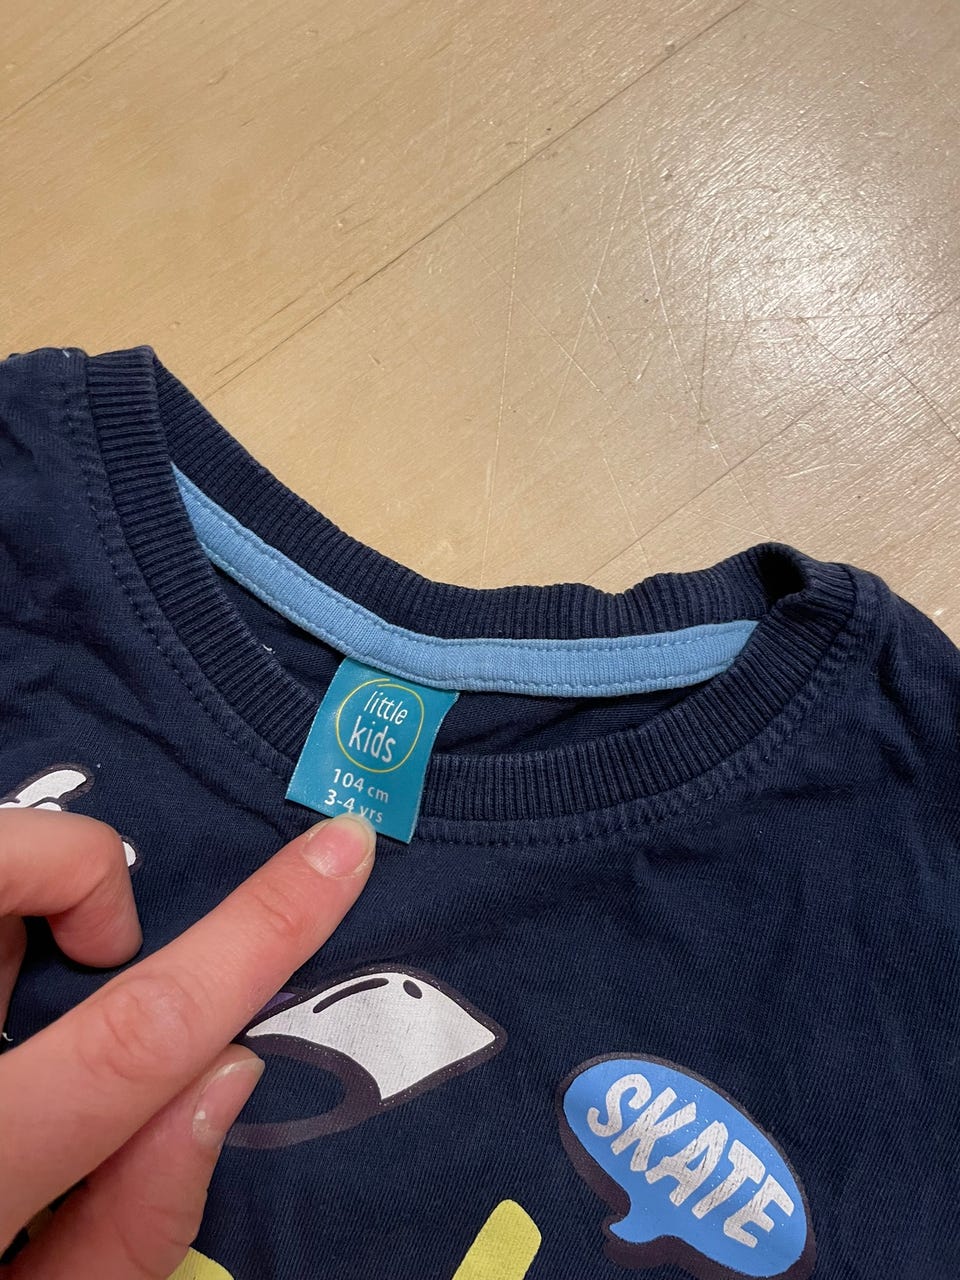 little
kids
104 cm
3-4 yrs
SKATE